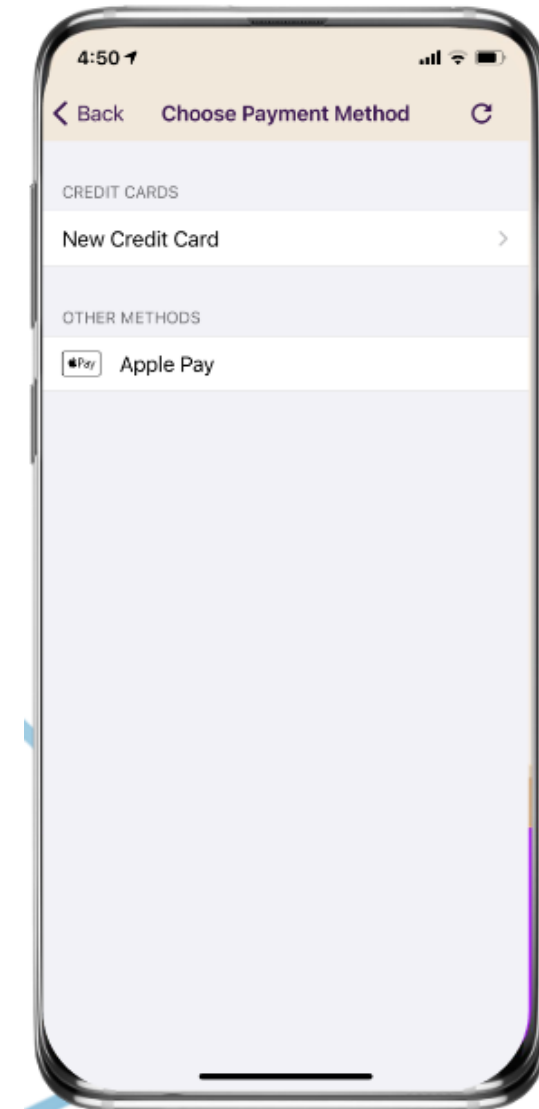 4:50
Back Choose Payment Method
CREDIT CARDS
New Credit Card
OTHER METHODS
Pay Apple Pay